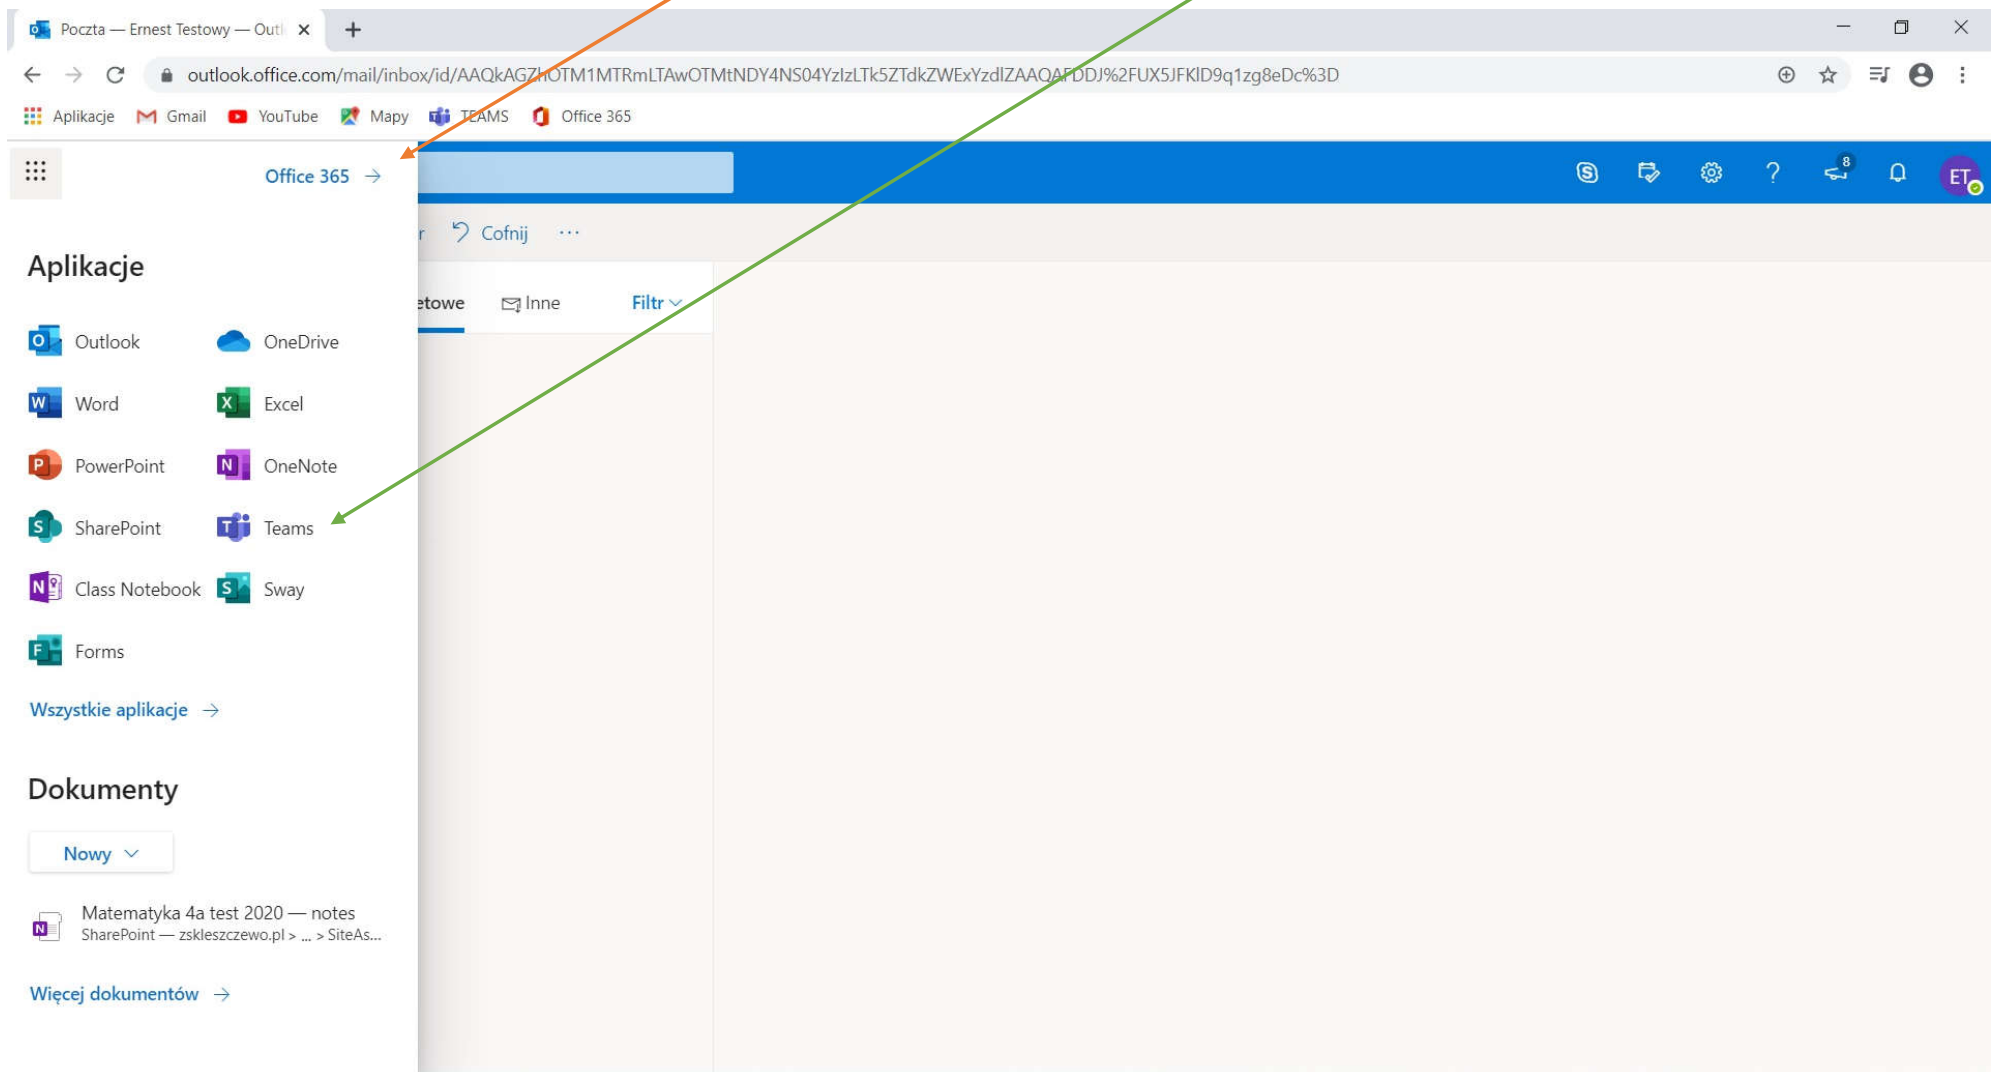 Poczta — Ernest Testowy — Outl
outlook.office.com/mail/inbox/id/AAQkAGZhOTM1MTRmLTAwOTMtNDY4NS04YzIzLTk5ZTdkZWExYzdlZAAQAFDDJ%2FUX5JFKlD9q1zg8eDc%3D
Aplikacje Gmail YouTube Mapy TEAMS Office 365
Office 365 →
8
ET
r Cofnij ...
Aplikacje
etowe Inne Filtr
Outlook OneDrive
Word Excel
PowerPoint OneNote
SharePoint Teams
Class Notebook Sway
Forms
Wszystkie aplikacje →
Dokumenty
Nowy
Matematyka 4a test 2020 — notes
SharePoint — zskleszczewo.pl > ... > SiteAs...
Więcej dokumentów →